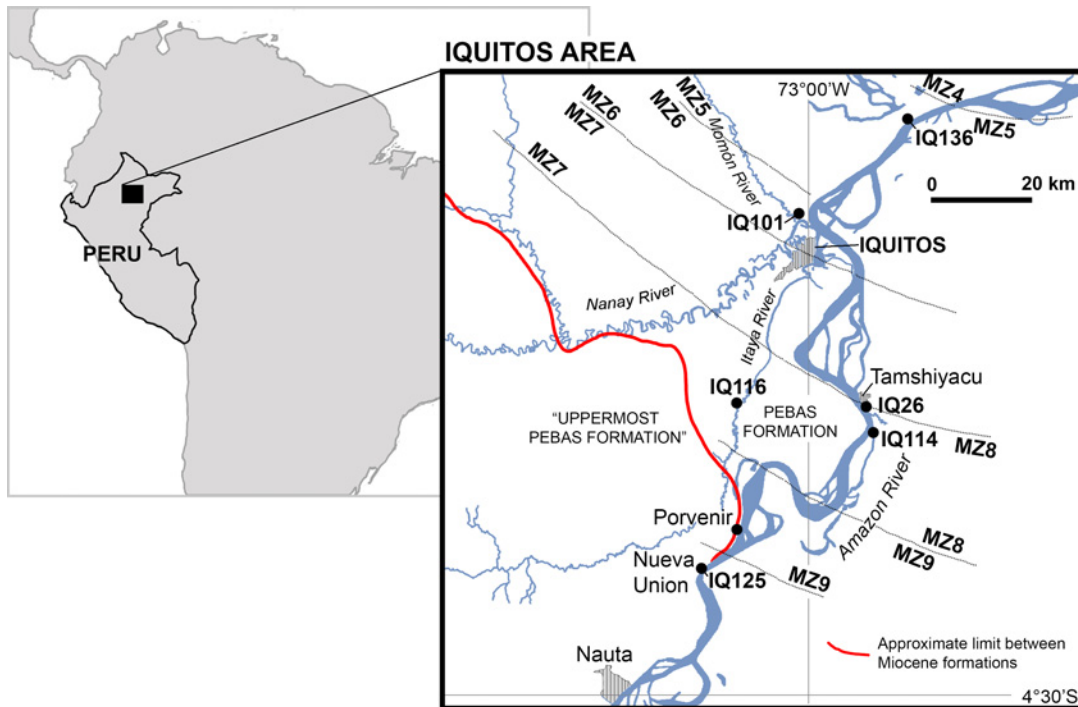 IQUITOS AREA
PERU
73°00'W
MZ4
MZ5
MZ5
MZ6
MZ6
MZ7
MZ7
Momón River
IQ136
0 20 km
IQ101
IQUITOS
Nanay River
Itaya River
Tamshiyacu
IQ116
IQ26
"UPPERMOST
PEBAS FORMATION"
PEBAS
FORMATION
IQ114
MZ8
Amazon River
Porvenir
MZ8
MZ9
Nueva
Union
IQ125
MZ9
Approximate limit between
Miocene formations
Nauta
4°30'S